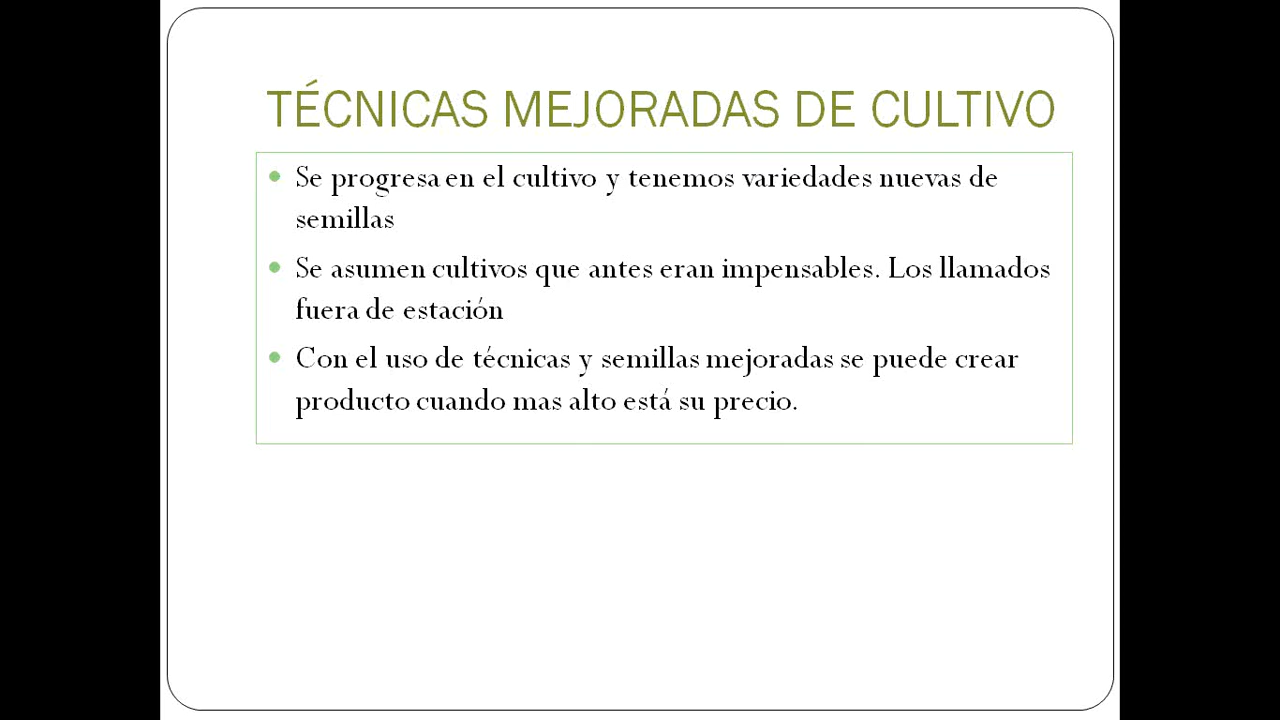 TÉCNICAS MEJORADAS DE CULTIVO
Se progresa en el cultivo y tenemos variedades nuevas de
semillas
Se asumen cultivos que antes eran impensables. Los llamados
fuera de estación
Con el uso de técnicas y semillas mejoradas se puede crear
producto cuando mas alto está su precio.